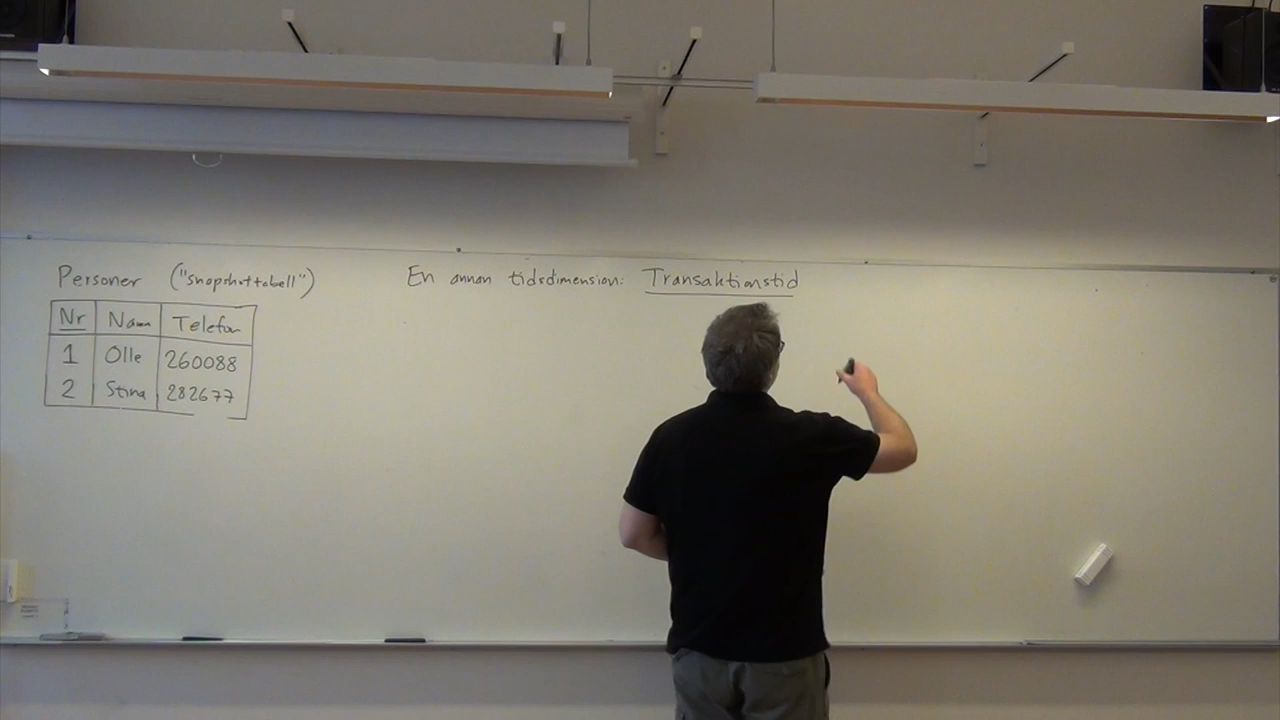 Personer ("Snapshottabell")
En annan tidsdimension: Transaktionstid
Nr Namn Telefon
1 Olle 260088
2 Stina 282677